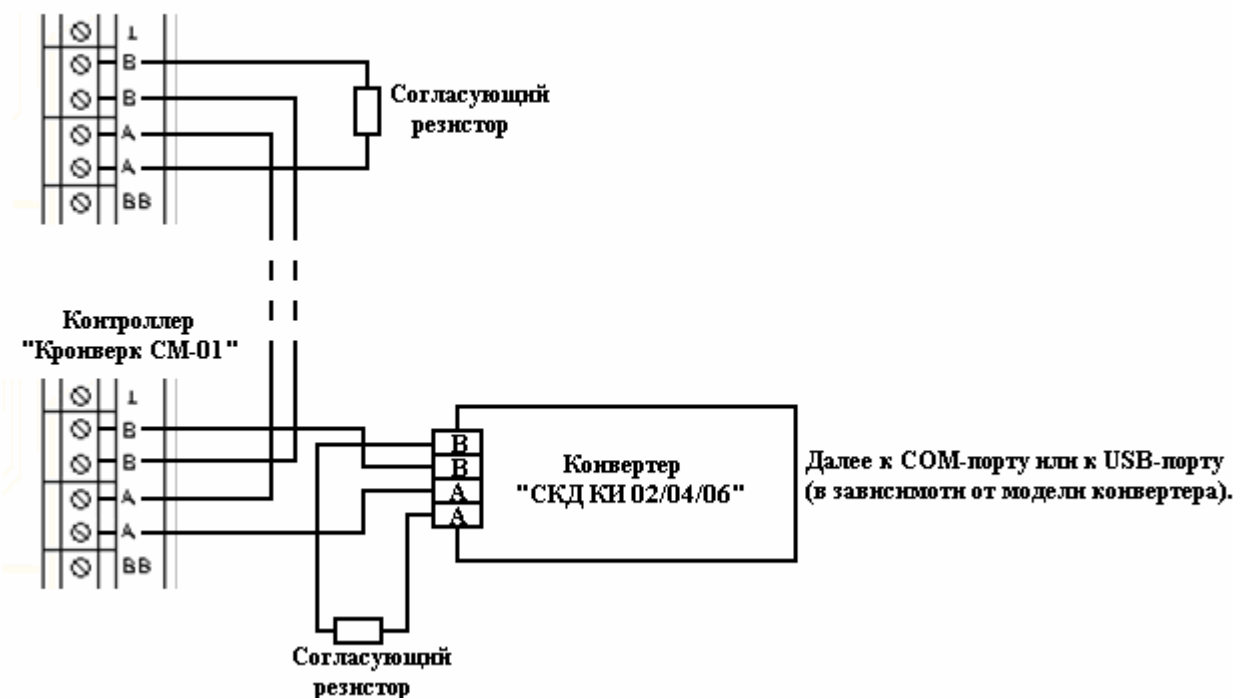 ⊥
B
B
Согласующий
резистор
A
A
BB
Контроллер
"Кронверк СМ-01"
⊥
B
B
A
A
BB
B
B
A
A
Конвертер
"СКД КИ 02/04/06"
Далее к COM-порту или к USB-порту
(в зависимоти от модели конвертера).
Согласующий
резистор